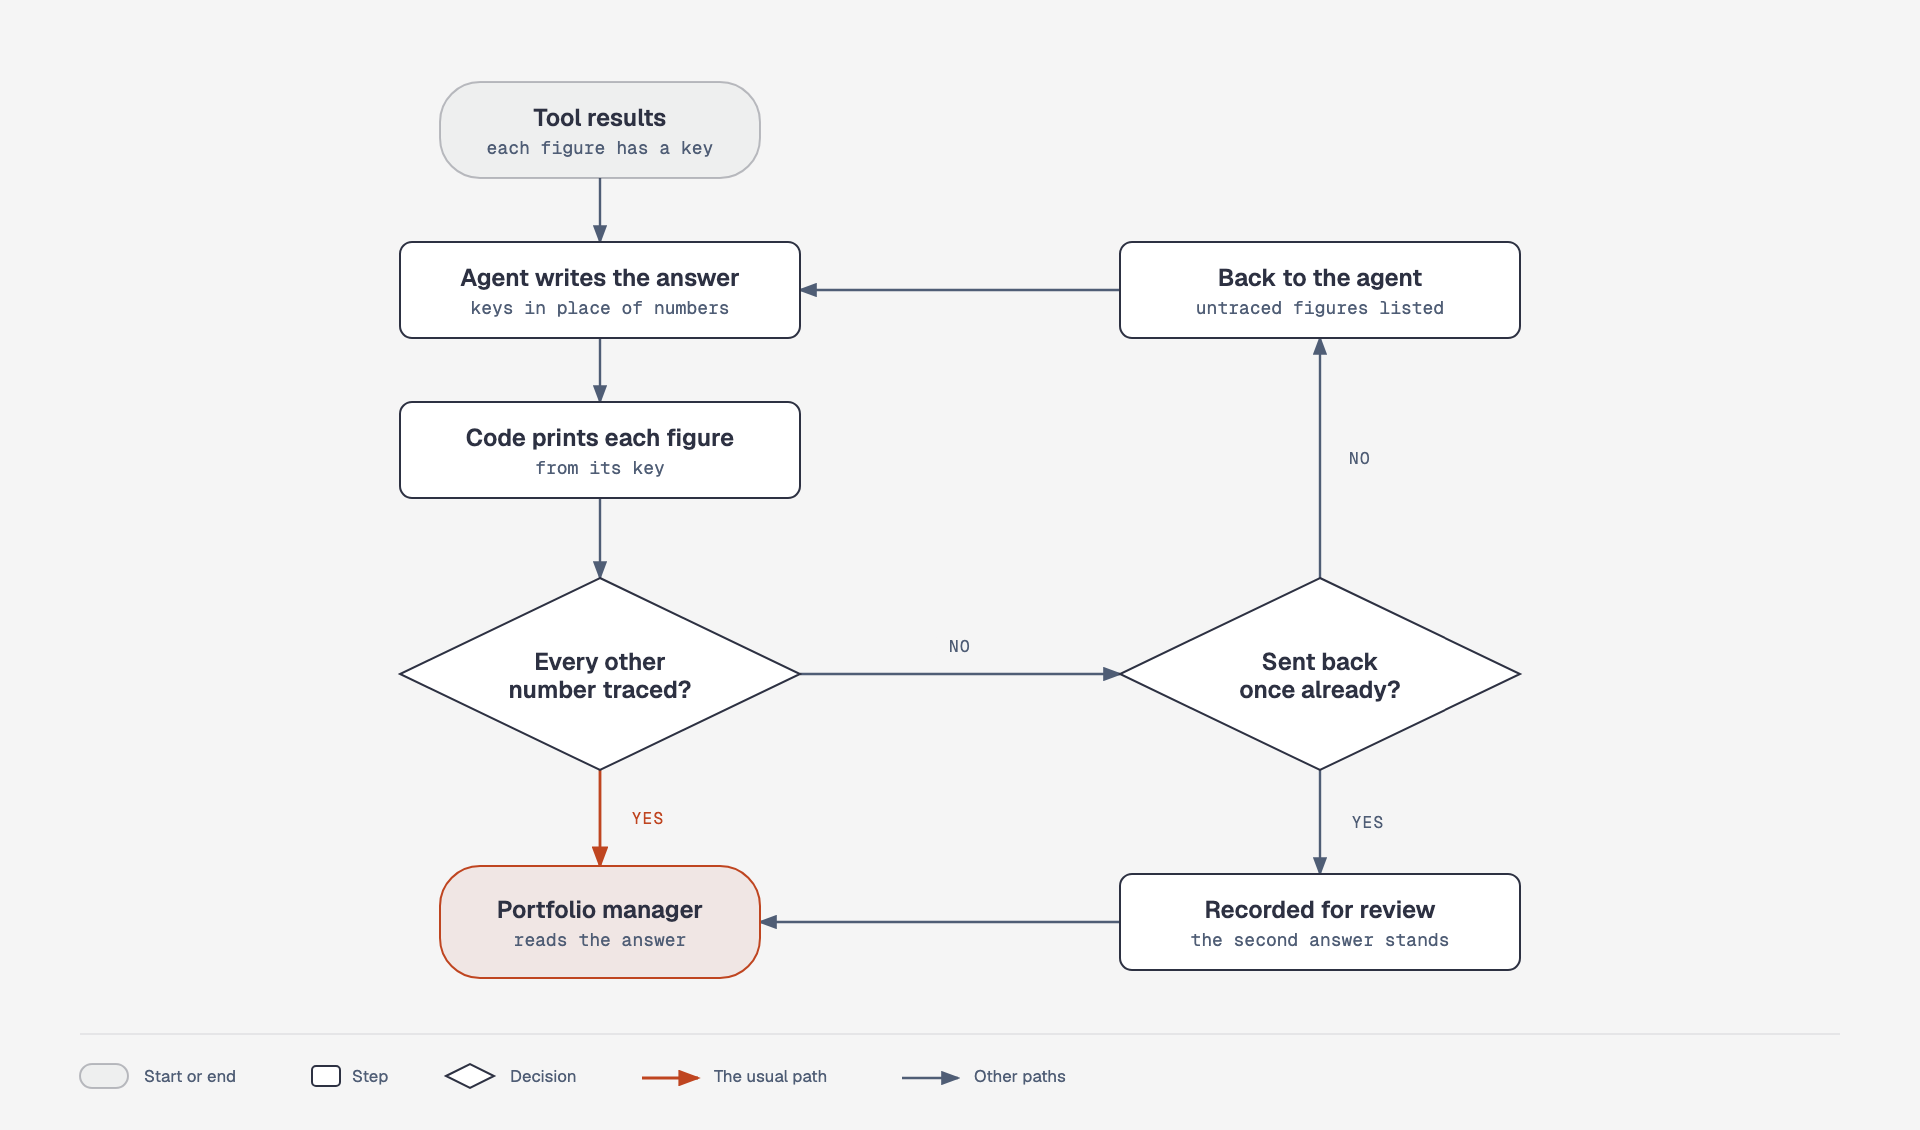 Tool results
each figure has a key
Agent writes the answer
keys in place of numbers
Back to the agent
untraced figures listed
Code prints each figure
from its key
NO
Every other
number traced?
NO
Sent back
once already?
YES
YES
Portfolio manager
reads the answer
Recorded for review
the second answer stands
Start or end
Step
Decision
The usual path
Other paths